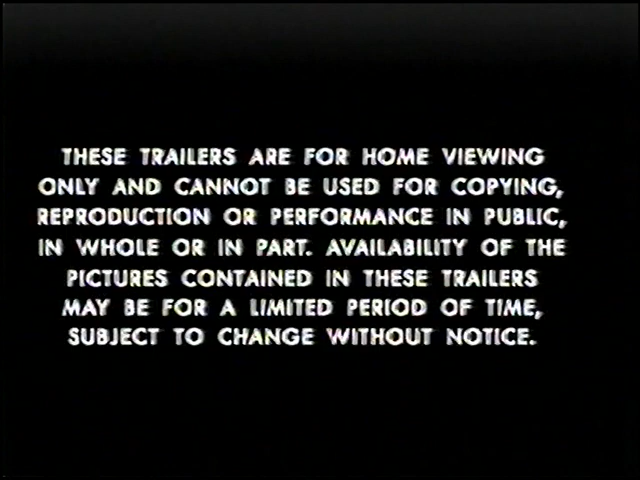 THESE TRAILERS ARE FOR HOME VIEWING
ONLY AND CANNOT BE USED FOR COPYING,
REPRODUCTION OR PERFORMANCE IN PUBLIC,
IN WHOLE OR IN PART. AVAILABILITY OF THE
PICTURES CONTAINED IN THESE TRAILERS
MAY BE FOR A LIMITED PERIOD OF TIME,
SUBJECT TO CHANGE WITHOUT NOTICE.